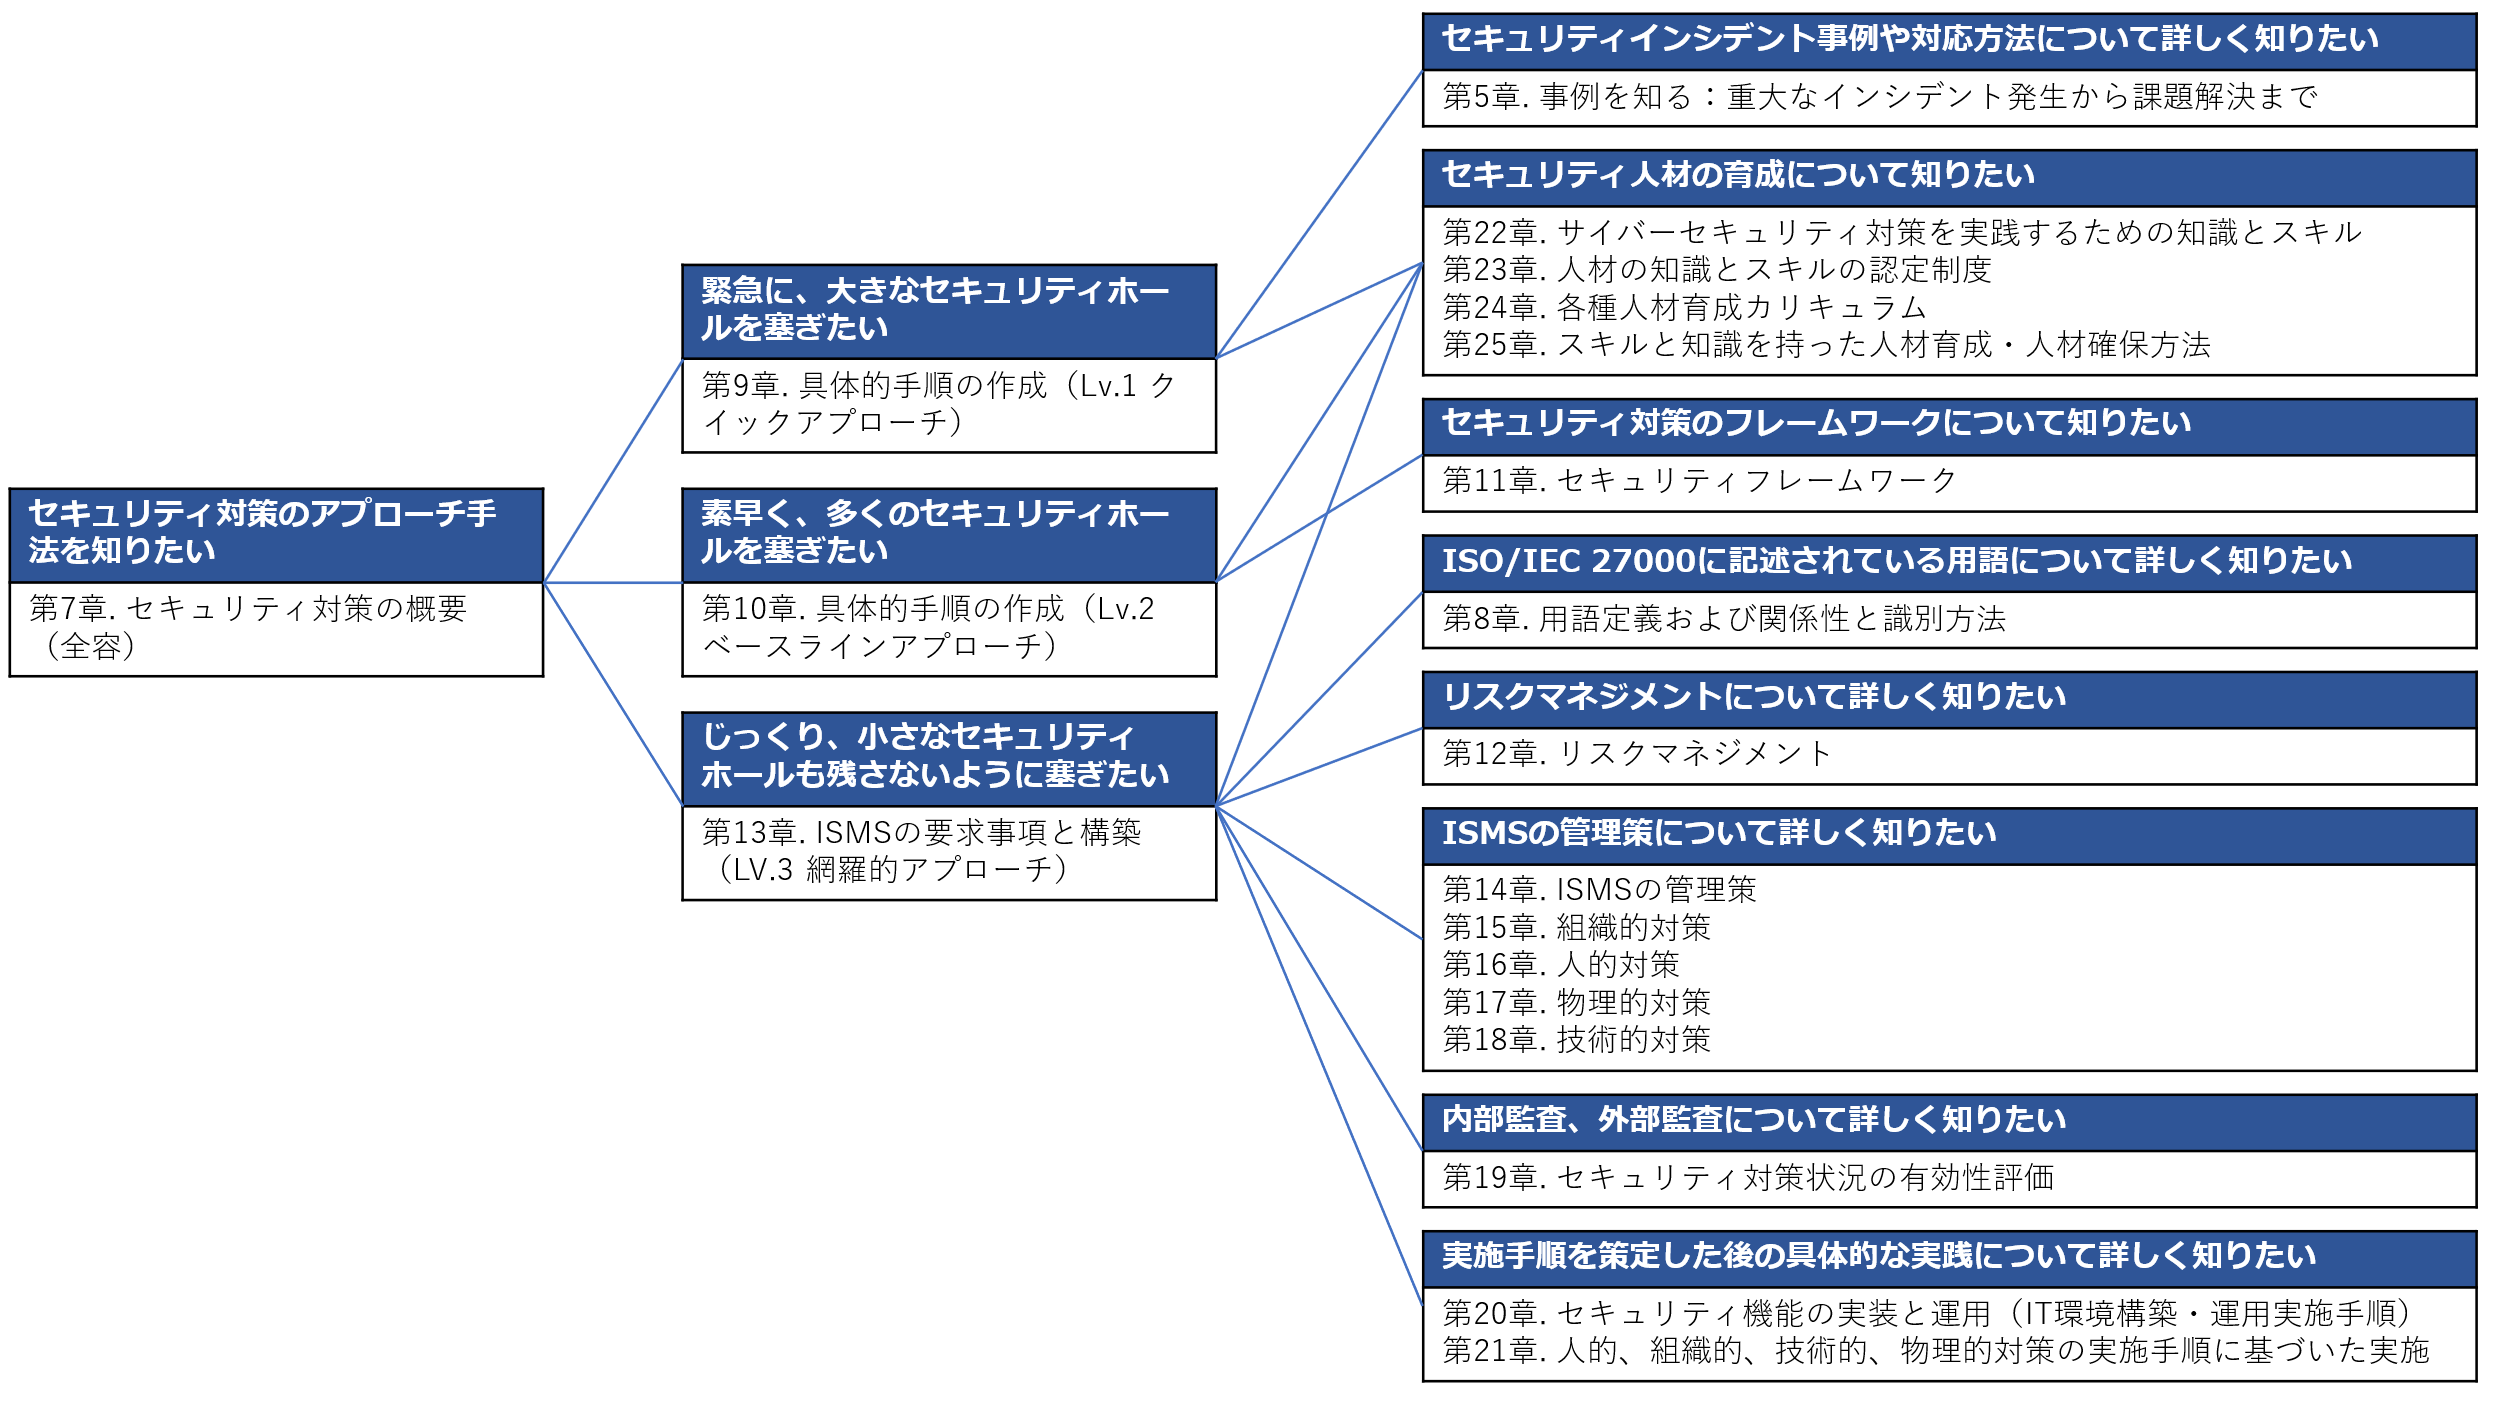 セキュリティ対策のアプローチ手
法を知りたい
第7章. セキュリティ対策の概要
（全容）
緊急に、大きなセキュリティホー
ルを塞ぎたい
第9章. 具体的手順の作成（Lv.1 ク
イックアプローチ）
素早く、多くのセキュリティホー
ルを塞ぎたい
第10章. 具体的手順の作成（Lv.2
ベースラインアプローチ）
じっくり、小さなセキュリティ
ホールも残さないように塞ぎたい
第13章. ISMSの要求事項と構築
（LV.3 網羅的アプローチ）
セキュリティインシデント事例や対応方法について詳しく知りたい
第5章. 事例を知る：重大なインシデント発生から課題解決まで
セキュリティ人材の育成について知りたい
第22章. サイバーセキュリティ対策を実践するための知識とスキル
第23章. 人材の知識とスキルの認定制度
第24章. 各種人材育成カリキュラム
第25章. スキルと知識を持った人材育成・人材確保方法
セキュリティ対策のフレームワークについて知りたい
第11章. セキュリティフレームワーク
ISO/IEC 27000に記述されている用語について詳しく知りたい
第8章. 用語定義および関係性と識別方法
リスクマネジメントについて詳しく知りたい
第12章. リスクマネジメント
ISMSの管理策について詳しく知りたい
第14章. ISMSの管理策
第15章. 組織的対策
第16章. 人的対策
第17章. 物理的対策
第18章. 技術的対策
内部監査、外部監査について詳しく知りたい
第19章. セキュリティ対策状況の有効性評価
実施手順を策定した後の具体的な実践について詳しく知りたい
第20章. セキュリティ機能の実装と運用（IT環境構築・運用実施手順）
第21章. 人的、組織的、技術的、物理的対策の実施手順に基づいた実施